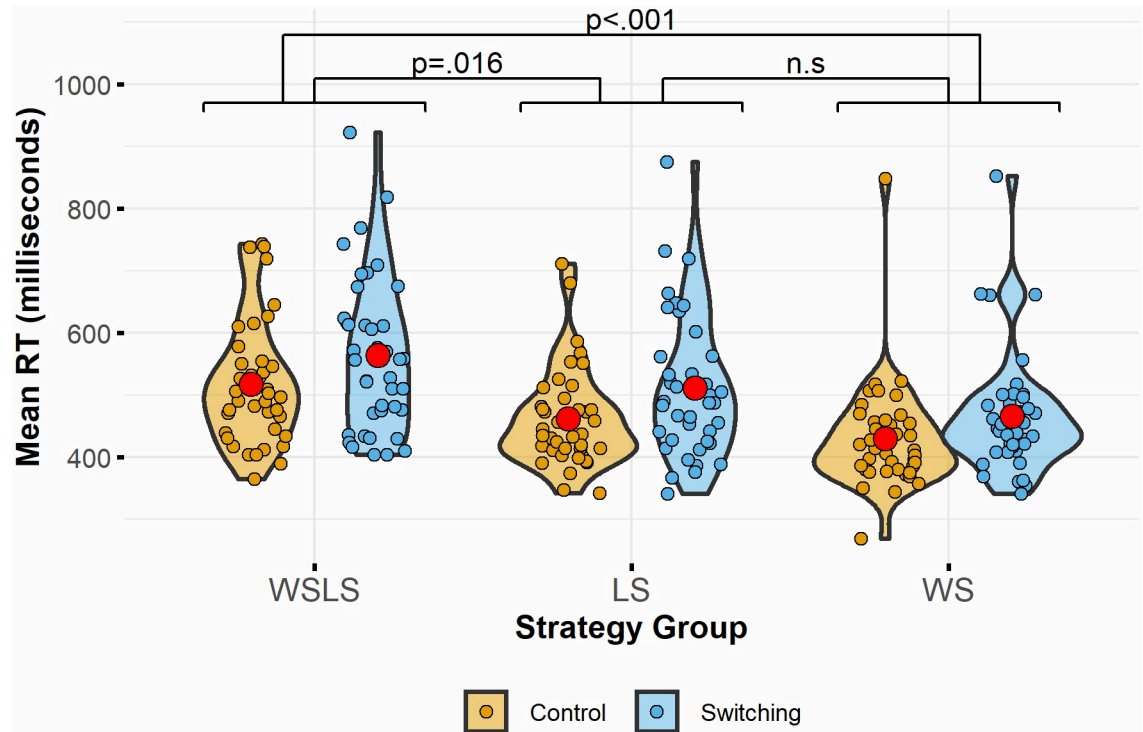 p<.001
p=.016
n.s
1000
800
600
400
Mean RT (milliseconds)
WSLS LS WS
Strategy Group
Control Switching